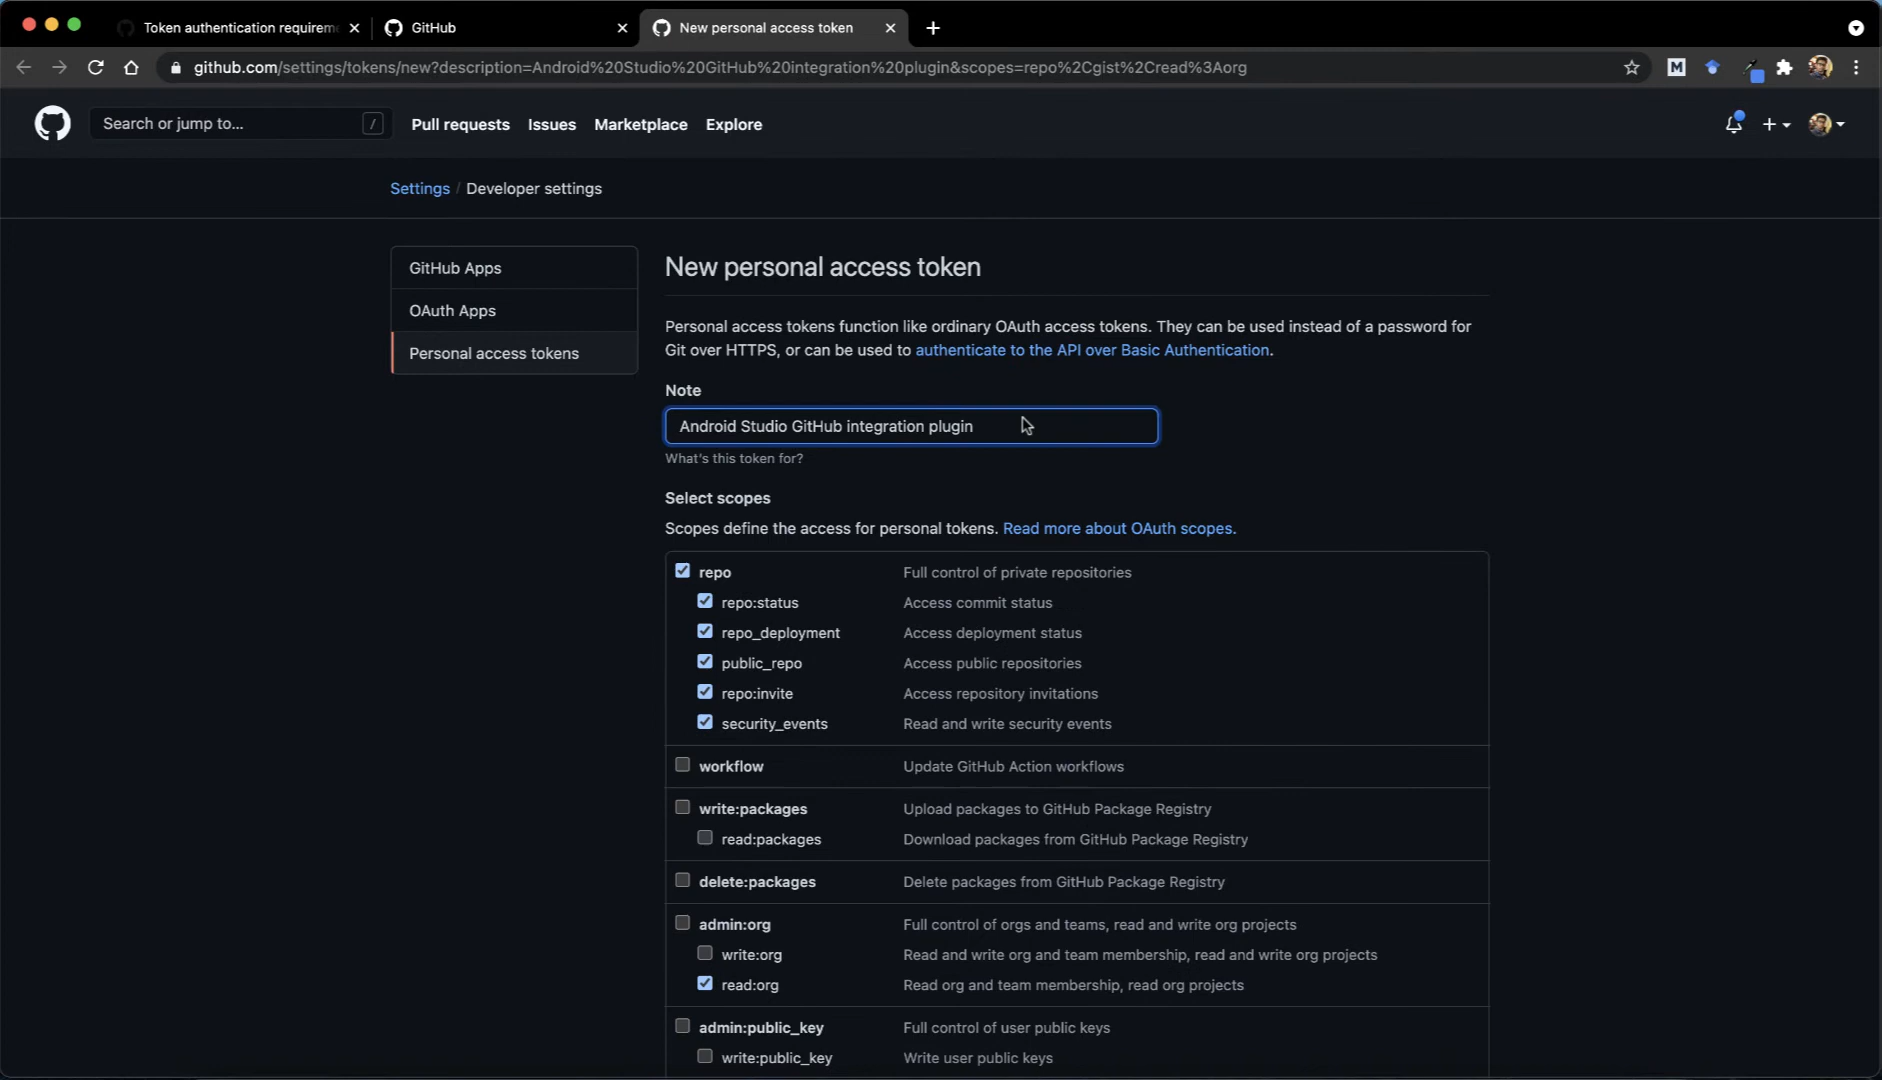 Token authentication requirem
GitHub
New personal access token
github.com/settings/tokens/new?description=Android%20Studio%20GitHub%20integration%20plugin&scopes=repo%2Cgist%2Cread%3Aorg
M
Search or jump to...
/
Pull requests
Issues
Marketplace
Explore
Settings / Developer settings
GitHub Apps
OAuth Apps
Personal access tokens
New personal access token
Personal access tokens function like ordinary OAuth access tokens. They can be used instead of a password for
Git over HTTPS, or can be used to authenticate to the API over Basic Authentication.
Note
Android Studio GitHub integration plugin
What's this token for?
Select scopes
Scopes define the access for personal tokens. Read more about OAuth scopes.
repo Full control of private repositories
repo:status Access commit status
repo_deployment Access deployment status
public_repo Access public repositories
repo:invite Access repository invitations
security_events Read and write security events
workflow Update GitHub Action workflows
write:packages Upload packages to GitHub Package Registry
read:packages Download packages from GitHub Package Registry
delete:packages Delete packages from GitHub Package Registry
admin:org Full control of orgs and teams, read and write org projects
write:org Read and write org and team membership, read and write org projects
read:org Read org and team membership, read org projects
admin:public_key Full control of user public keys
write:public_key Write user public keys